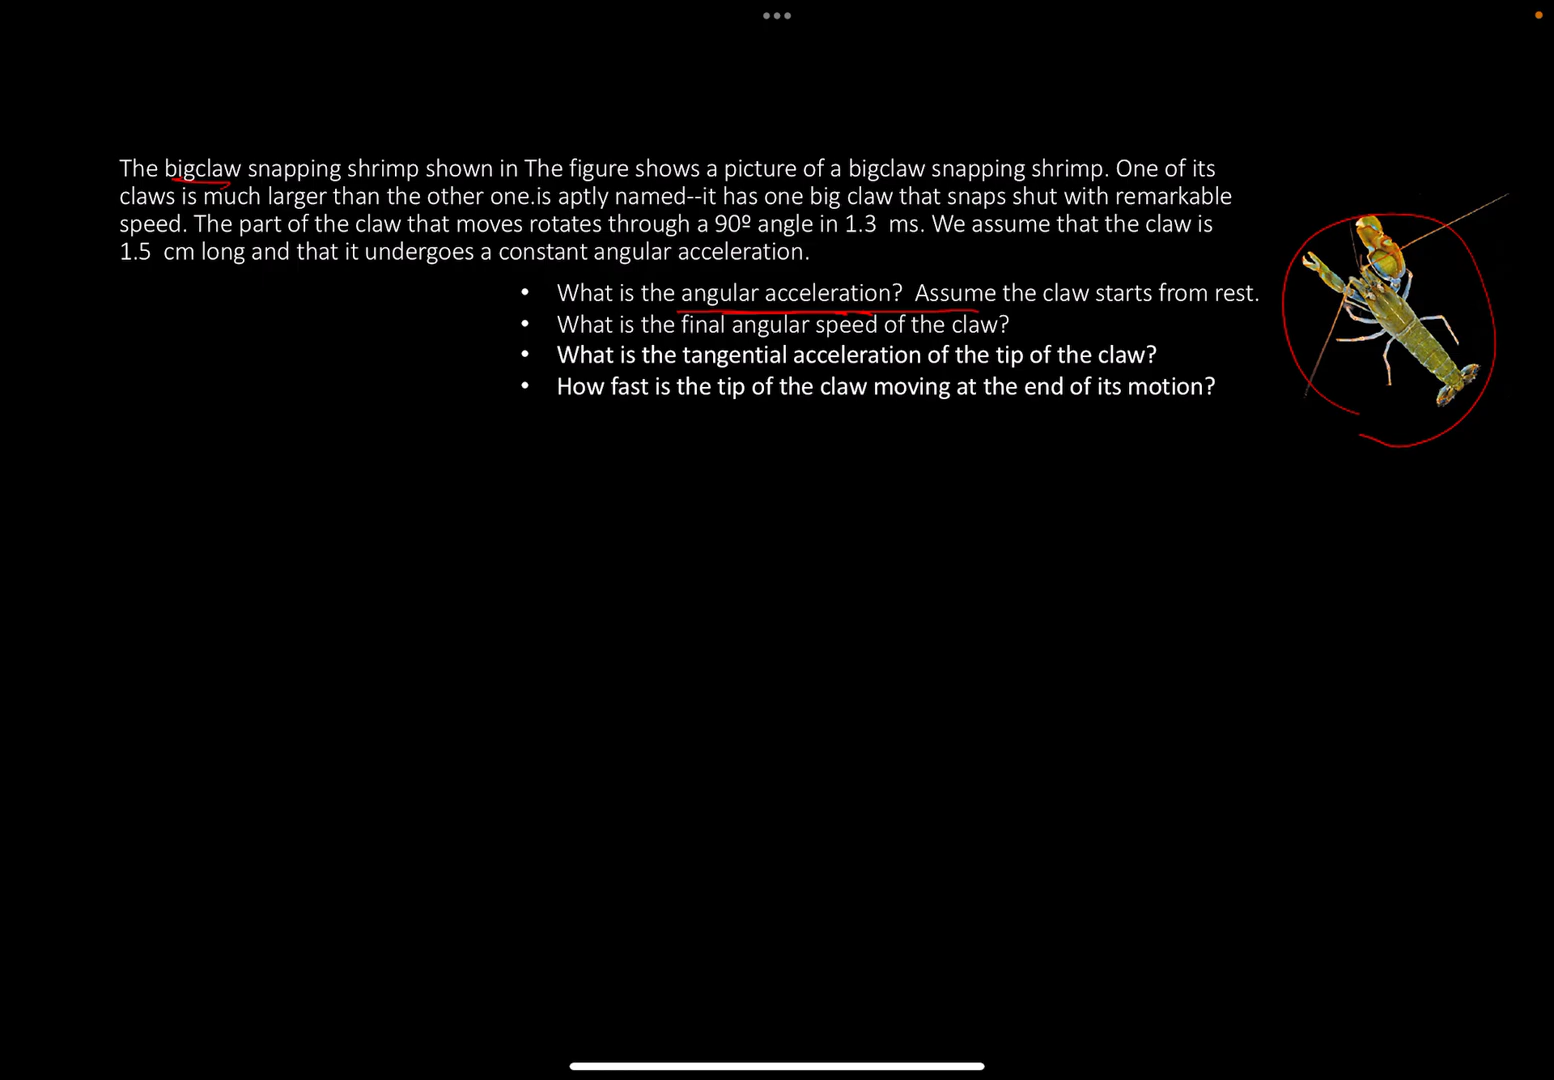 The bigclaw snapping shrimp shown in The figure shows a picture of a bigclaw snapping shrimp. One of its
claws is much larger than the other one.is aptly named--it has one big claw that snaps shut with remarkable
speed. The part of the claw that moves rotates through a 90º angle in 1.3 ms. We assume that the claw is
1.5 cm long and that it undergoes a constant angular acceleration.
• What is the angular acceleration? Assume the claw starts from rest.
• What is the final angular speed of the claw?
• What is the tangential acceleration of the tip of the claw?
• How fast is the tip of the claw moving at the end of its motion?